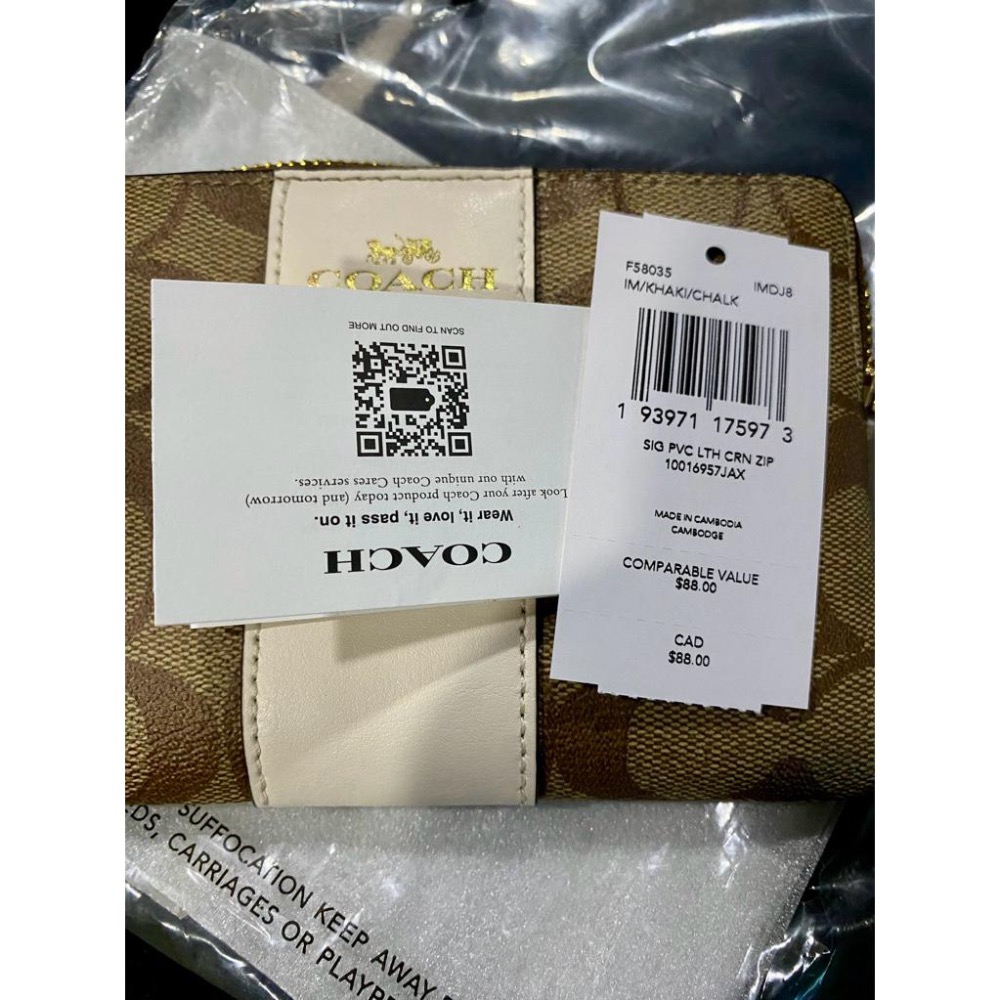 COACH
SCAN TO FIND OUT MORE
Look after your Coach product today (and tomorrow)
with our unique Coach Cares services.
Wear it, love it, pass it on.
COACH
F58035
IMDJ8
IM/KHAKI/CHALK
1 93971 17597 3
SIG PVC LTH CRN ZIP
10016957JAX
MADE IN CAMBODIA
CAMBODGE
COMPARABLE VALUE
$88.00
CAD
$88.00
SUFFOCATION KEEP AWAY
CARRIAGES OR